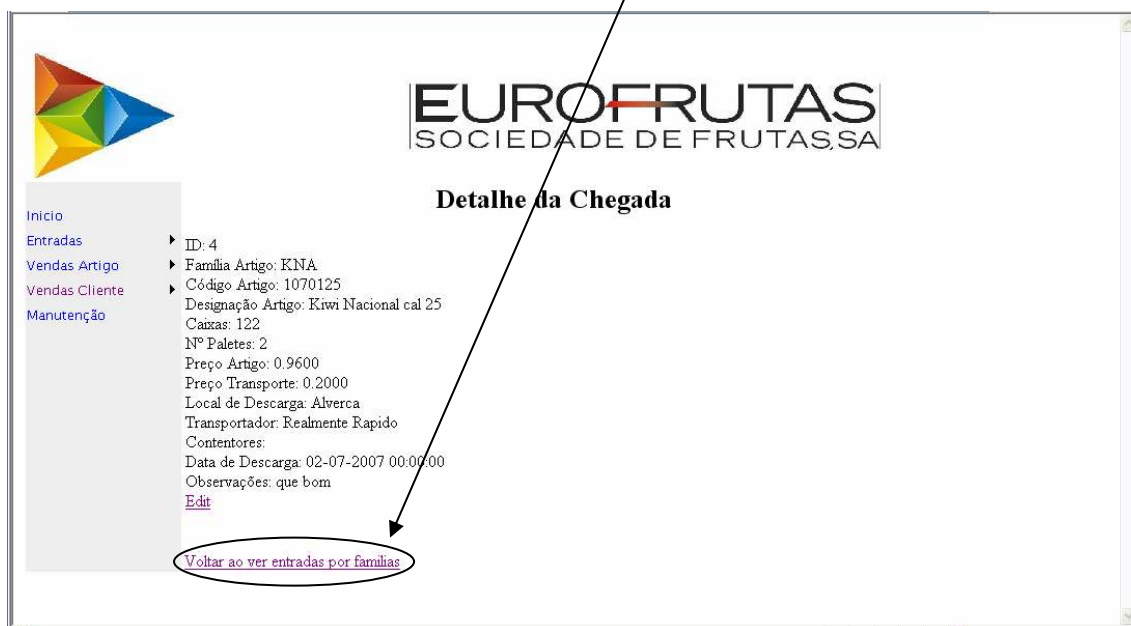 EUROFRUTAS
SOCIEDADE DE FRUTAS, SA
Detalhe da Chegada
Inicio
Entradas
Vendas Artigo
Vendas Cliente
Manutenção
ID: 4
Família Artigo: KNA
Código Artigo: 1070125
Designação Artigo: Kiwi Nacional cal 25
Caixas: 122
Nº Paletes: 2
Preço Artigo: 0.9600
Preço Transporte: 0.2000
Local de Descarga: Alverca
Transportador: Realmente Rapido
Contentores:
Data de Descarga: 02-07-2007 00:00:00
Observações: que bom
Edit
Voltar ao ver entradas por familias